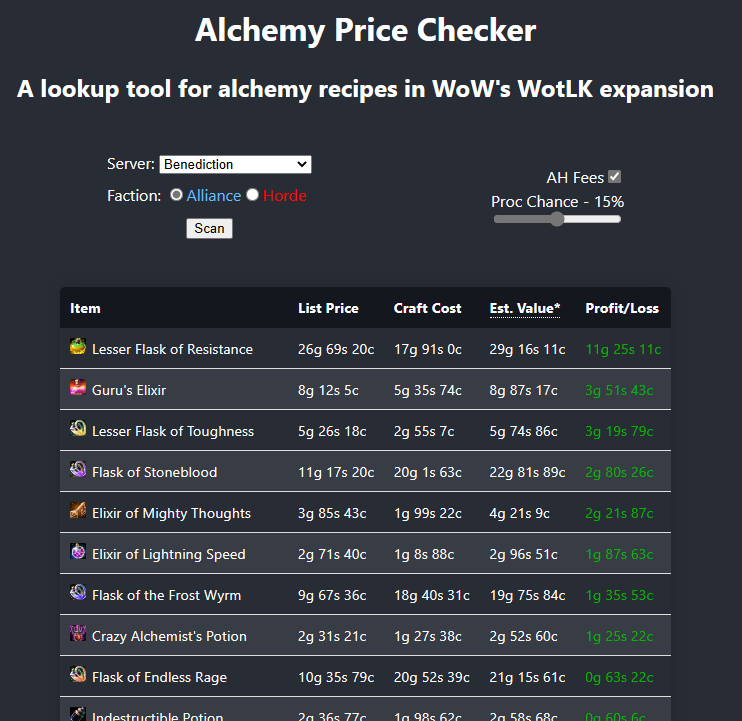 Alchemy Price Checker
A lookup tool for alchemy recipes in WoW's WotLK expansion
Server: Benediction
AH Fees
Faction: Alliance Horde
Proc Chance - 15%
Scan
Item List Price Craft Cost Est. Value* Profit/Loss
Lesser Flask of Resistance 26g 69s 20c 17g 91s 0c 29g 16s 11c 11g 25s 11c
Guru's Elixir 8g 12s 5c 5g 35s 74c 8g 87s 17c 3g 51s 43c
Lesser Flask of Toughness 5g 26s 18c 2g 55s 7c 5g 74s 86c 3g 19s 79c
Flask of Stoneblood 11g 17s 20c 20g 1s 63c 22g 81s 89c 2g 80s 26c
Elixir of Mighty Thoughts 3g 85s 43c 1g 99s 22c 4g 21s 9c 2g 21s 87c
Elixir of Lightning Speed 2g 71s 40c 1g 8s 88c 2g 96s 51c 1g 87s 63c
Flask of the Frost Wyrm 9g 67s 36c 18g 40s 31c 19g 75s 84c 1g 35s 53c
Crazy Alchemist's Potion 2g 31s 21c 1g 27s 38c 2g 52s 60c 1g 25s 22c
Flask of Endless Rage 10g 35s 79c 20g 52s 39c 21g 15s 61c 0g 63s 22c
Indestructible Potion 2g 36s 77c 1g 98s 62c 2g 58s 68c 0g 60s 6c